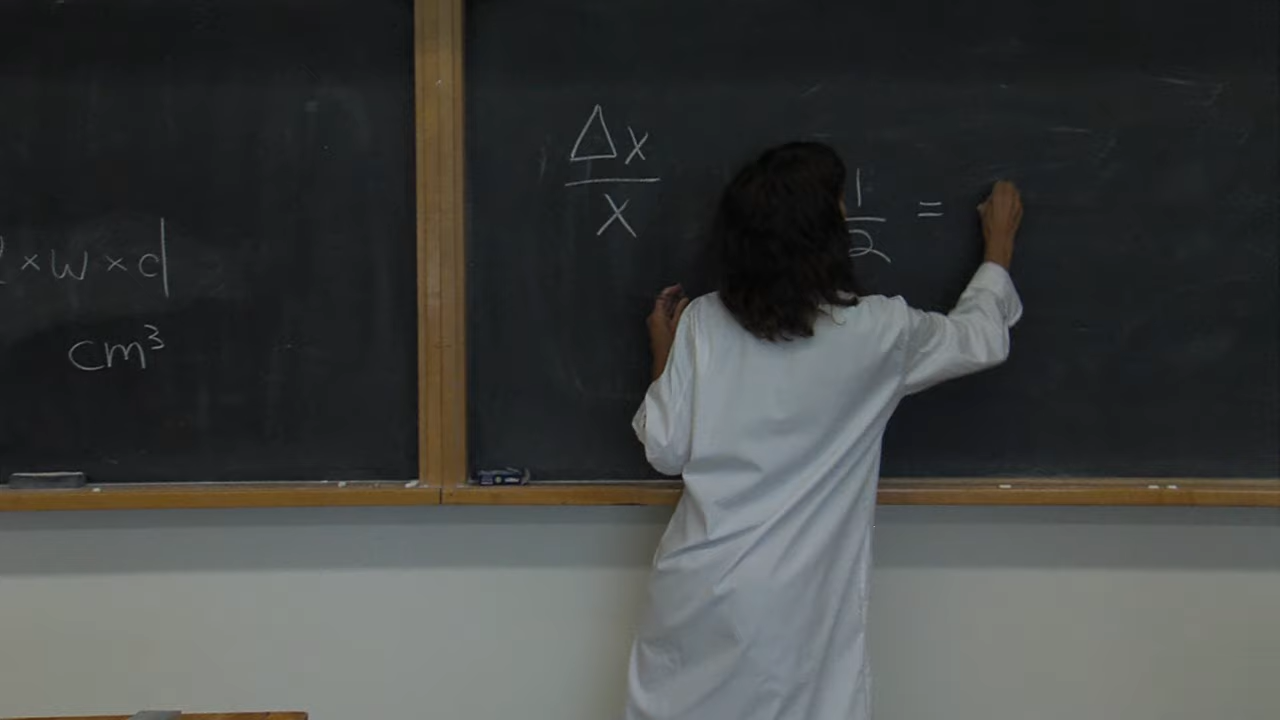 × w × d
cm³
Δx
x
1
2
=